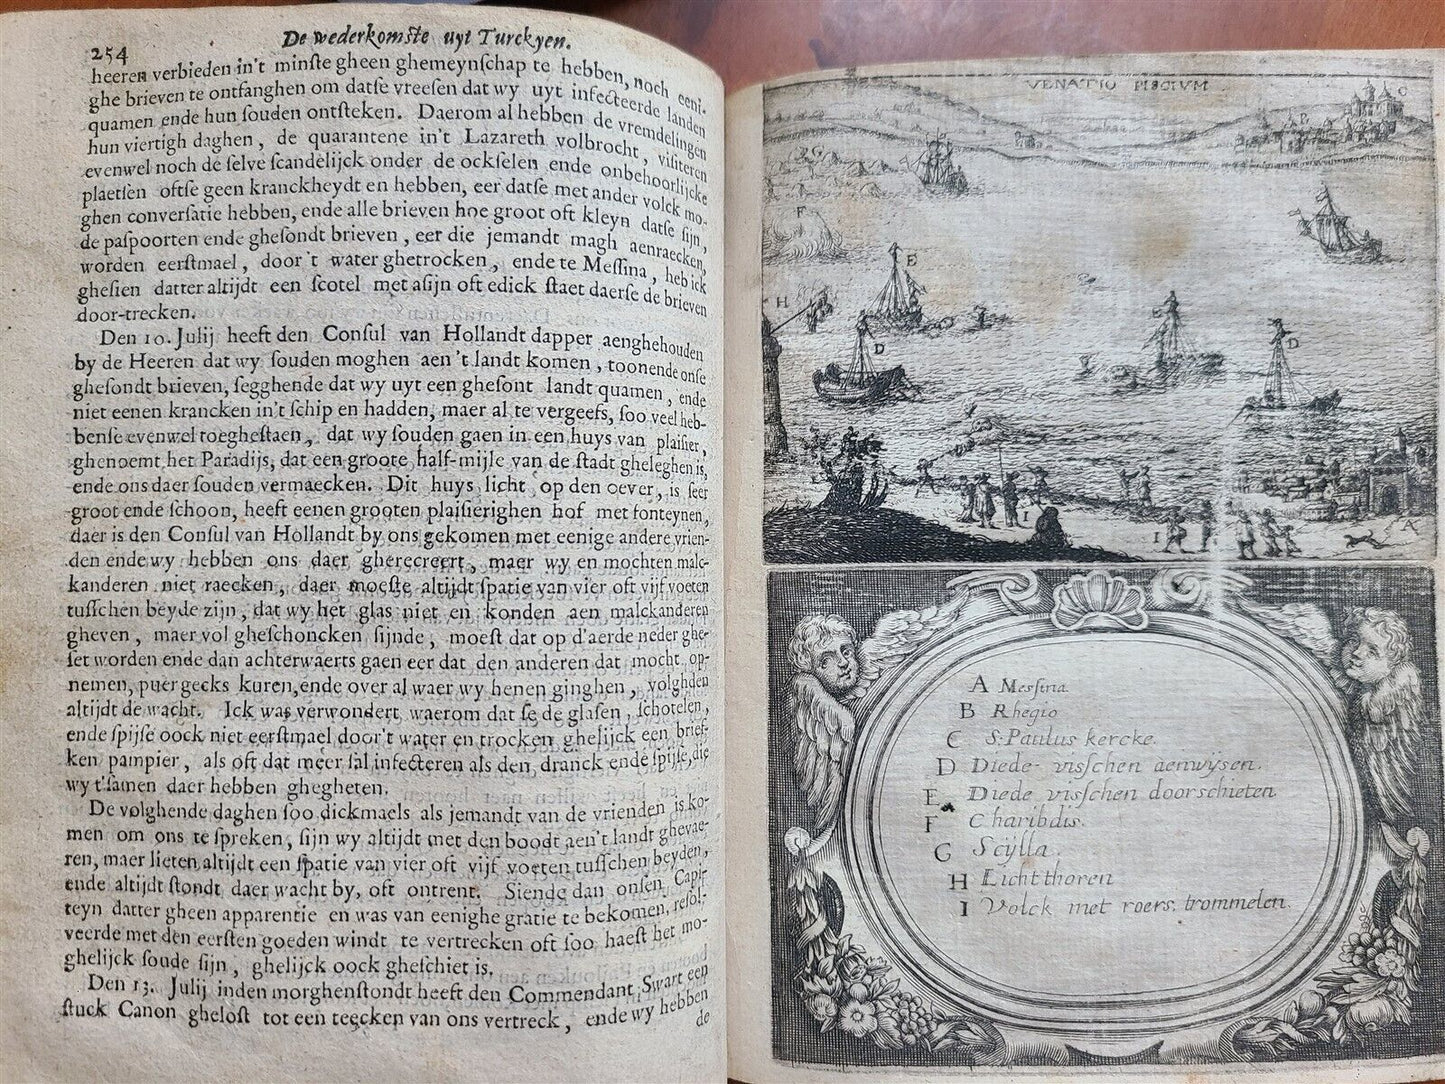 254
De wederkomste uyt Turckyen.
heeren verbieden in't minſte gheen ghemeynſchap te hebben, noch eeni-
ghe brieven te ontfanghen om datſe vreeſen dat wy uyt infecteerde landen
quamen ende hun ſouden ontſteken. Daerom al hebben de vremdelingen
hun viertigh daghen, de quarantene in't Lazareth volbrocht, viſiteren
evenwel noch de ſelve ſcandelijck onder de ockſelen ende onbehoorlijcke
plaetſen oftſe geen kranckheydt en hebben, eer datſe met ander volck mo-
ghen converſatie hebben, ende alle brieven hoe groot oft kleyn datſe ſijn,
de paſpoorten ende gheſondt brieven, eer die jemandt magh aenraecken,
worden eerſtmael, door't water ghetrocken, ende te Meſſina, heb ick
gheſien datter altijdt een ſcotel met aſijn oft edick ſtaet daerſe de brieven
door-trecken.
Den 10. Julij heeft den Conſul van Hollandt dapper aenghehouden
by de Heeren dat wy ſouden moghen aen't landt komen, toonende onſe
gheſondt brieven, ſegghende dat wy uyt een gheſont landt quamen, ende
niet eenen krancken in't ſchip en hadden, maer al te vergeefs, ſoo veel heb-
benſe evenwel toegheſtaen, dat wy ſouden gaen in een huys van plaiſier,
ghenoemt het Paradijs, dat een groote half-mijle van de ſtadt gheleghen is,
ende ons daer ſouden vermaecken. Dit huys licht op den oever, is ſeer
groot ende ſchoon, heeft eenen grooten plaiſierighen hof met fonteynen,
daer is den Conſul van Hollandt by ons gekomen met eenige andere vrien-
den ende wy hebben ons daer gherecreert, maer wy en mochten malc-
kanderen niet raecken, daer moeſte altijdt ſpatie van vier oft vijf voeten
tuſſchen beyde zijn, dat wy het glas niet en konden aen malckanderen
gheven, maer vol gheſchoncken ſijnde, moeſt dat op d'aerde neder ghe-
ſet worden ende dan achterwaerts gaen eer dat den anderen dat mocht op-
nemen, puer gecks kuren, ende over al waer wy henen ginghen, volghden
altijdt de wacht. Ick was verwondert waerom dat ſe de glaſen, ſchotelen,
ende ſpijſe oock niet eerſtmael door't water en trocken ghelijck een brief-
ken pampier, als oft dat meer ſal infecteren als den dranck ende ſpijſe, die
wy t'ſamen daer hebben ghegheten.
De volghende daghen ſoo dickmaels als jemandt van de vrienden is ko-
men om ons te ſpreken, ſijn wy altijdt met den boodt aen't landt ghevae-
ren, maer lieten altijdt een ſpatie van vier oft vijf voeten tuſſchen beyden,
ende altijdt ſtondt daer wacht by, oft ontrent. Siende dan onſen Capi-
teyn datter gheen apparentie en was van eenighe gratie te bekomen, reſol-
veerde met den eerſten goeden windt te vertrecken oft ſoo haeſt het mo-
ghelijck ſoude ſijn, ghelijck oock gheſchiet is.
Den 13. Julij inden morghenſtondt heeft den Commendant Swart een
ſtuck Canon gheloſt tot een teecken van ons vertreck, ende wy hebben
de
VENATIO PISCIVM
C
B
A
F
E
H
D
D
I
I
A
A Meſsina
B Rhegio
C S. Paulus kercke.
D Die de visſchen aenwijsen.
E Die de visſchen doorschieten
F Charibdis.
G Scÿlla.
H Lichtthoren
I Volck met roers, trommelen.